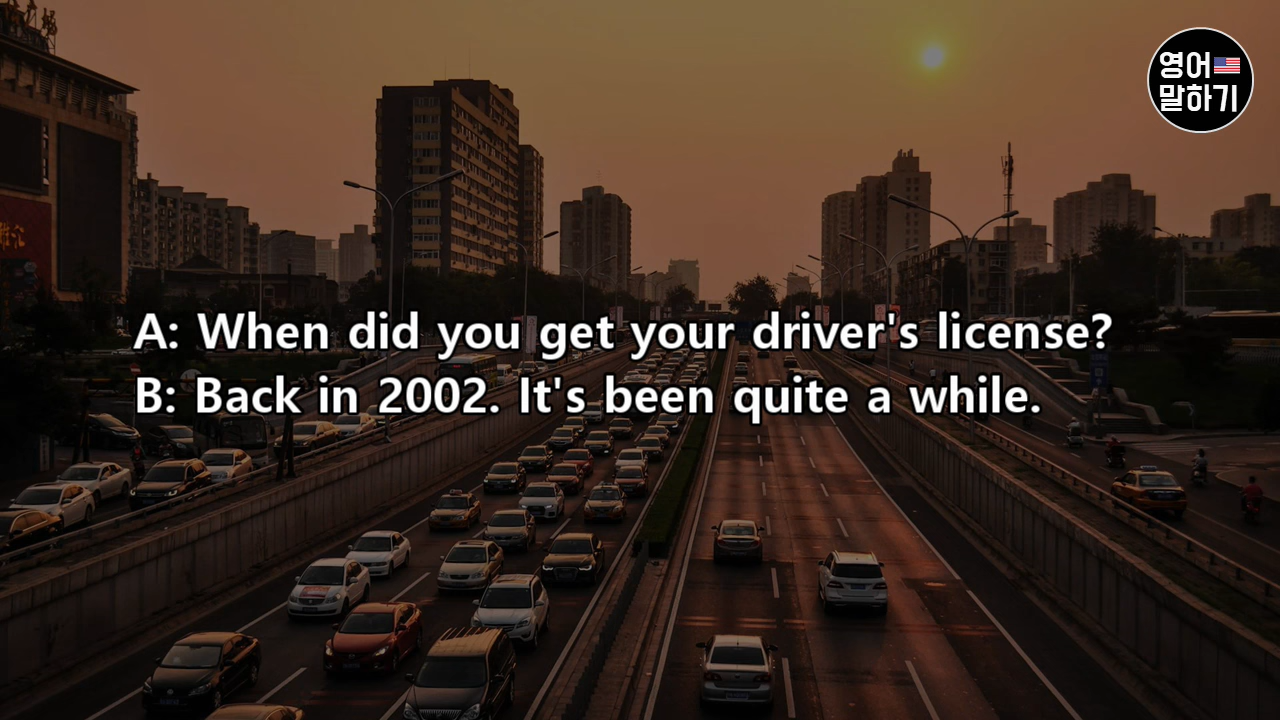 영어
말하기
A: When did you get your driver's license?
B: Back in 2002. It's been quite a while.